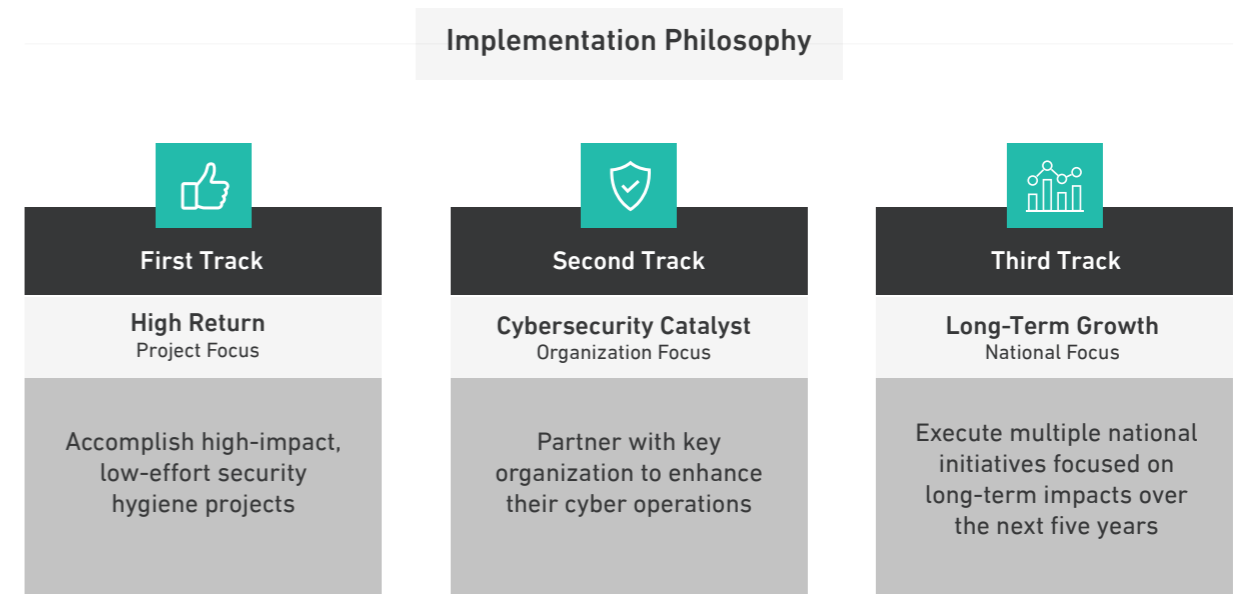 Implementation Philosophy
First Track
High Return
Project Focus
Accomplish high-impact,
low-effort security
hygiene projects
Second Track
Cybersecurity Catalyst
Organization Focus
Partner with key
organization to enhance
their cyber operations
Third Track
Long-Term Growth
National Focus
Execute multiple national
initiatives focused on
long-term impacts over
the next five years